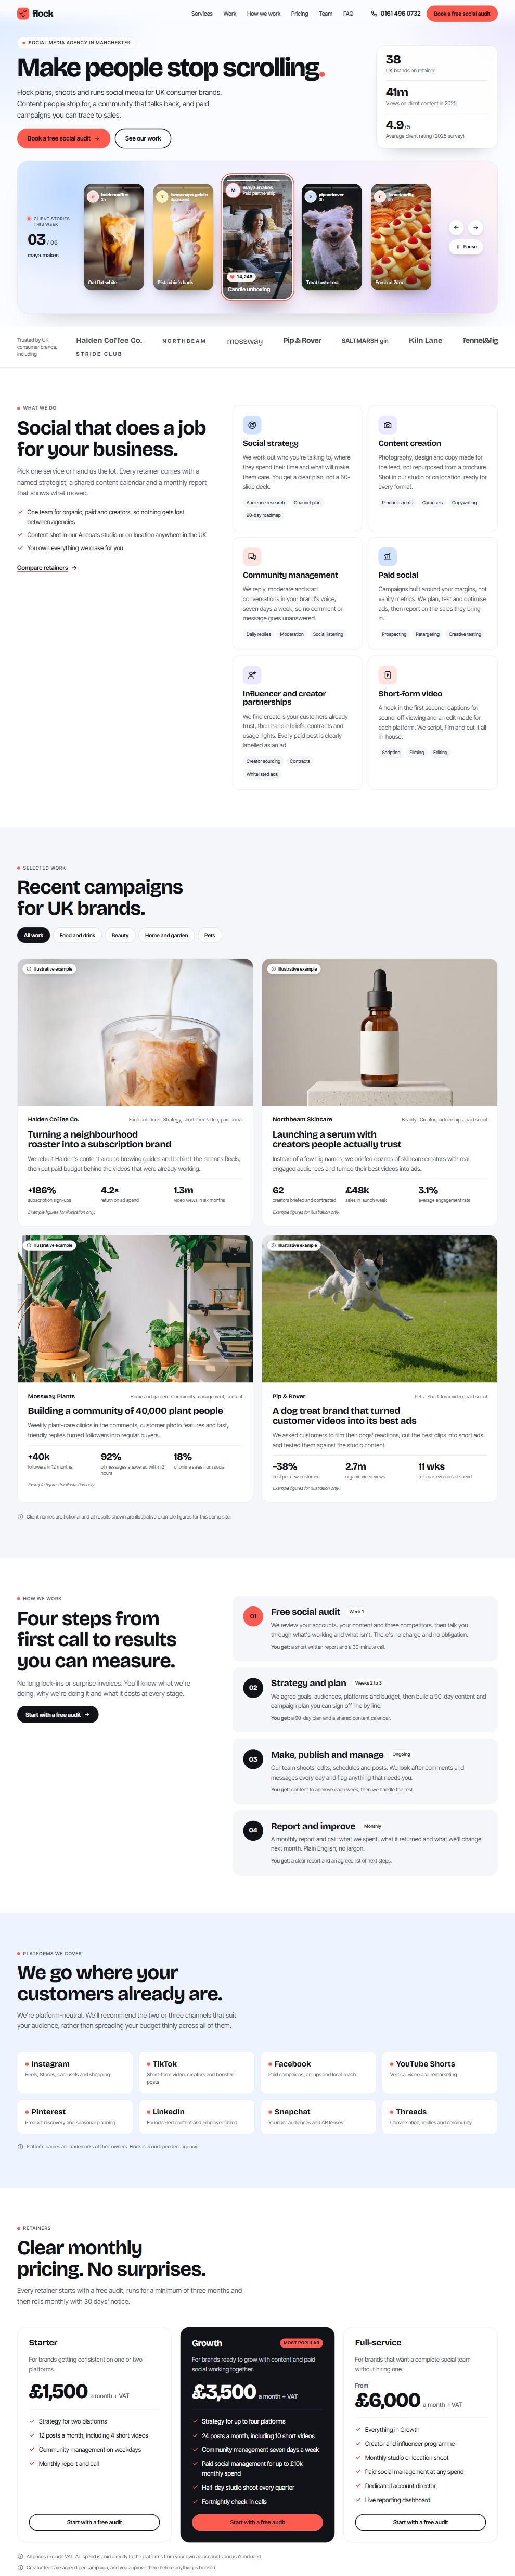 flock
Services Work How we work Pricing Team FAQ
0161 496 0732
Book a free social audit
SOCIAL MEDIA AGENCY IN MANCHESTER
Make people stop scrolling.
Flock plans, shoots and runs social media for UK consumer brands.
Content people stop for, a community that talks back, and
campaigns you can trace to sales.
Book a free social audit →
See our work
38
UK brands on retainer
41m
Views on client content in 2025
4.9/5
Average client rating (2025 survey)
CLIENT STORIES
THIS WEEK
03 / 06
maya.makes
Oat flat white
Pistachio's back
M
maya.makes
Paid partnership
14,246
Candle unboxing
P
pipandrover
Treat taste test
F
Fresh at 7am
← →
Pause
Trusted by UK
consumer brands,
including
Halden Coffee Co.
NORTHBEAM
mossway
Pip & Rover
SALTMARSH gin
Kiln Lane
fennel&fig
STRIDE CLUB
WHAT WE DO
Social that does a job
for your business.
Pick one service or hand us the lot. Every retainer comes with a
named strategist, a shared content calendar and a monthly report
that shows what moved.
One team for organic, paid and creators, so nothing gets lost
between agencies
Content shot in our Ancoats studio or on location anywhere in the UK
You own everything we make for you
Compare retainers →
Social strategy
We work out who you're talking to, where
they spend their time and what will make
them care. You get a clear plan, not a 60-
slide deck.
Audience research Channel plan
90-day roadmap
Content creation
Photography, design and copy made for
the feed, not repurposed from a brochure.
Shot in our studio or on location, ready for
every format.
Product shoots Carousels Copywriting
Community management
We reply, moderate and start
conversations in your brand's voice,
seven days a week, so no comment or
message goes unanswered.
Daily replies Moderation Social listening
Paid social
Campaigns built around your margins, not
vanity metrics. We plan, test and optimise
ads, then report on the sales they bring
in.
Prospecting Retargeting Creative testing
Influencer and creator
partnerships
We find creators your customers already
trust, then handle briefs, contracts and
usage rights. Every paid post is clearly
labelled as an ad.
Creator sourcing Contracts
Whitelisted ads
Short-form video
A hook in the first second, captions for
sound-off viewing and an edit made for
each platform. We script, film and cut it all
in-house.
Scripting Filming Editing
SELECTED WORK
Recent campaigns
for UK brands.
All work Food and drink Beauty Home and garden Pets
Illustrative example
Halden Coffee Co.
Food and drink · Strategy, short-form video, paid social
Turning a neighbourhood
roaster into a subscription brand
We rebuilt Halden's content around brewing guides and behind-the-scenes Reels,
then put paid budget behind the videos that were already working.
+186% 4.2× 1.3m
subscription sign-ups return on ad spend video views in six months
Example figures for illustration only.
Illustrative example
Northbeam Skincare
Beauty · Creator partnerships, paid social
Launching a serum with
creators people actually trust
Instead of a few big names, we briefed dozens of skincare creators with real,
engaged audiences and turned their best videos into ads.
62 £48k 3.1%
creators briefed and contracted sales in launch week average engagement rate
Example figures for illustration only.
Illustrative example
Mossway Plants
Home and garden · Community management, content
Building a community of 40,000 plant people
Weekly plant-care clinics in the comments, customer photo features and fast,
friendly replies turned followers into regular buyers.
+40k 92% 18%
followers in 12 months of messages answered within 2 hours of online sales from social
Example figures for illustration only.
Illustrative example
Pip & Rover
Pets · Short-form video, paid social
A dog treat brand that turned
customer videos into its best ads
We asked customers to film their dogs' reactions, cut the best clips into short ads
and tested them against the studio content.
−38% 2.7m 11 wks
cost per new customer organic video views to break even on ad spend
Example figures for illustration only.
Client names are fictional and all results shown are illustrative example figures for this demo site.
HOW WE WORK
Four steps from
first call to results
you can measure.
No long lock-ins or surprise invoices. You'll know what we're
doing, why we're doing it and what it costs at every stage.
Start with a free audit →
01
Free social audit Week 1
We review your accounts, your content and three competitors, then talk you
through what's working and what isn't. There's no charge and no obligation.
You get: a short written report and a 30-minute call.
02
Strategy and plan Weeks 2 to 3
We agree goals, audiences, platforms and budget, then build a 90-day content and
campaign plan you can sign off line by line.
You get: a 90-day plan and a shared content calendar.
03
Make, publish and manage Ongoing
Our team shoots, edits, schedules and posts. We look after comments and
messages every day and flag anything that needs you.
You get: content to approve each week, then we handle the rest.
04
Report and improve Monthly
A monthly report and call: what we spent, what it returned and what we'll change
next month. Plain English, no jargon.
You get: a clear report and an agreed list of next steps.
PLATFORMS WE COVER
We go where your
customers already are.
We're platform-neutral. We'll recommend the two or three channels that suit
your audience, rather than spreading your budget thinly across all of them.
Instagram
Reels, Stories, carousels and shopping
TikTok
Short-form video, creators and boosted
posts
Facebook
Paid campaigns, groups and local reach
YouTube Shorts
Vertical video and remarketing
Pinterest
Product discovery and seasonal planning
LinkedIn
Founder-led content and employer brand
Snapchat
Younger audiences and AR lenses
Threads
Conversation, replies and community
Platform names are trademarks of their owners. Flock is an independent agency.
RETAINERS
Clear monthly
pricing. No surprises.
Every retainer starts with a free audit, runs for a minimum of three months and
then rolls monthly with 30 days' notice.
Starter
For brands getting consistent on one or two
platforms.
£1,500 a month + VAT
Strategy for two platforms
12 posts a month, including 4 short videos
Community management on weekdays
Monthly report and call
Start with a free audit
Growth MOST POPULAR
For brands ready to grow with content and paid
social working together.
£3,500 a month + VAT
Strategy for up to four platforms
24 posts a month, including 10 short videos
Community management seven days a week
Paid social management for up to £10k
monthly spend
Half-day studio shoot every quarter
Fortnightly check-in calls
Start with a free audit
Full-service
For brands that want a complete social team
without hiring one.
From
£6,000 a month + VAT
Everything in Growth
Creator and influencer programme
Monthly studio or location shoot
Paid social management at any spend
Dedicated account director
Live reporting dashboard
Start with a free audit
All prices exclude VAT. Ad spend is paid directly to the platforms from your own ad accounts and isn't included.
Creator fees are agreed per campaign, and you approve them before anything is booked.